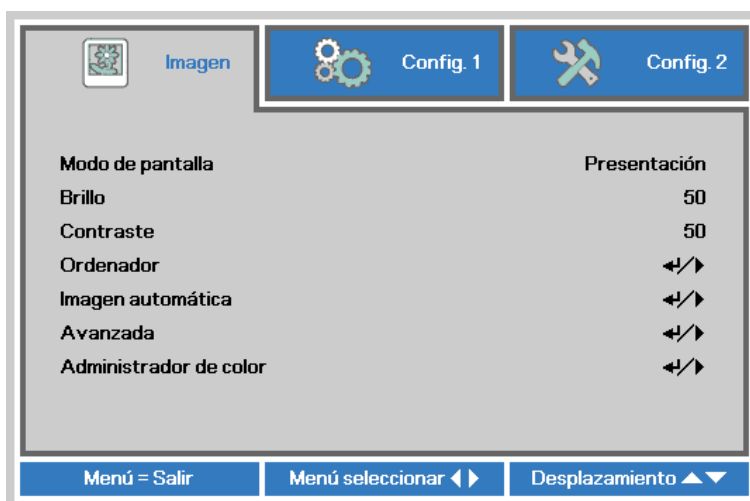 Imagen Config. 1 Config. 2
Modo de pantalla Presentación
Brillo 50
Contraste 50
Ordenador ↵/▶
Imagen automática ↵/▶
Avanzada ↵/▶
Administrador de color ↵/▶
Menú = Salir Menú seleccionar ◀▶ Desplazamiento ▲▼